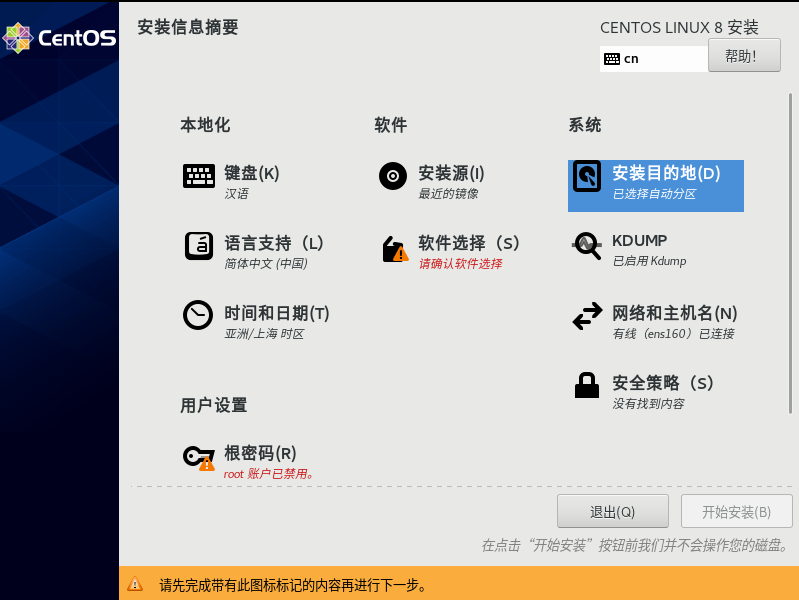 CentOS
安装信息摘要
CENTOS LINUX 8 安装
cn
帮助！
本地化
软件
系统
键盘(K)
汉语
安装源(I)
最近的镜像
安装目的地(D)
已选择自动分区
语言支持（L）
简体中文 (中国)
软件选择（S）
请确认软件选择
KDUMP
已启用 Kdump
时间和日期(T)
亚洲/上海 时区
网络和主机名(N)
有线（ens160）已连接
安全策略（S）
没有找到内容
用户设置
根密码(R)
root 账户已禁用。
退出(Q)
开始安装(B)
在点击“开始安装”按钮前我们并不会操作您的磁盘。
请先完成带有此图标标记的内容再进行下一步。